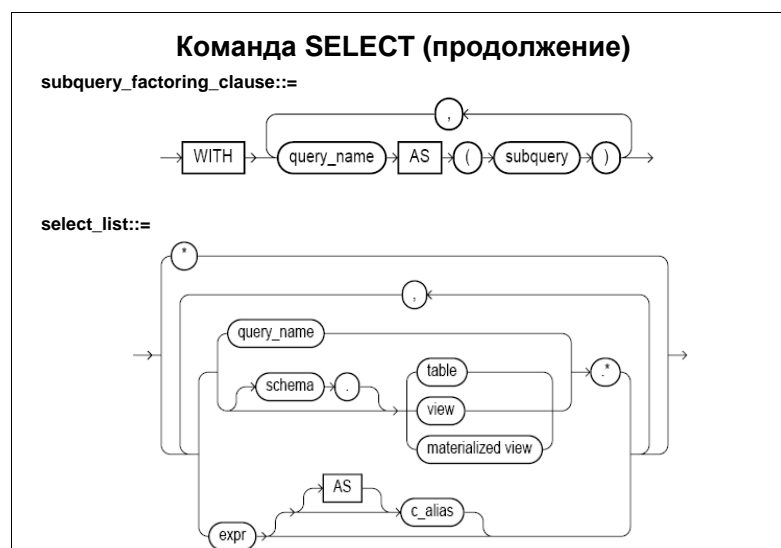 Команда SELECT (продолжение)
subquery_factoring_clause::=
,
WITH query_name AS ( subquery )
select_list::=
*
,
query_name
schema . table .*
view
materialized view
AS
expr c_alias